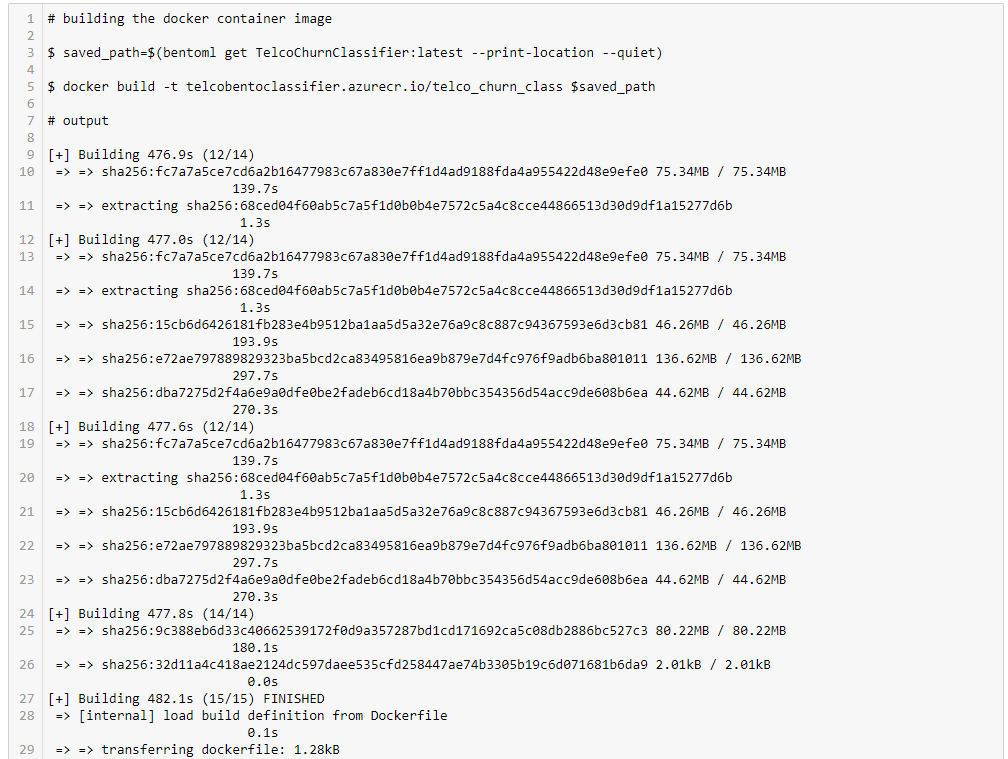 1 # building the docker container image
2
3 $ saved_path=$(bentoml get TelcoChurnClassifier:latest --print-location --quiet)
4
5 $ docker build -t telcobentoclassifier.azurecr.io/telco_churn_class $saved_path
6
7 # output
8
9 [+] Building 476.9s (12/14)
10 => => sha256:fc7a7a5ce7cd6a2b16477983c67a830e7ff1d4ad9188fda4a955422d48e9efe0 75.34MB / 75.34MB
139.7s
11 => => extracting sha256:68ced04f60ab5c7a5f1d0b0b4e7572c5a4c8cce44866513d30d9df1a15277d6b
1.3s
12 [+] Building 477.0s (12/14)
13 => => sha256:fc7a7a5ce7cd6a2b16477983c67a830e7ff1d4ad9188fda4a955422d48e9efe0 75.34MB / 75.34MB
139.7s
14 => => extracting sha256:68ced04f60ab5c7a5f1d0b0b4e7572c5a4c8cce44866513d30d9df1a15277d6b
1.3s
15 => => sha256:15cb6d6426181fb283e4b9512ba1aa5d5a32e76a9c8c887c94367593e6d3cb81 46.26MB / 46.26MB
193.9s
16 => => sha256:e72ae797889829323ba5bcd2ca83495816ea9b879e7d4fc976f9adb6ba801011 136.62MB / 136.62MB
297.7s
17 => => sha256:dba7275d2f4a6e9a0dfe0be2fadeb6cd18a4b70bbc354356d54acc9de608b6ea 44.62MB / 44.62MB
270.3s
18 [+] Building 477.6s (12/14)
19 => => sha256:fc7a7a5ce7cd6a2b16477983c67a830e7ff1d4ad9188fda4a955422d48e9efe0 75.34MB / 75.34MB
139.7s
20 => => extracting sha256:68ced04f60ab5c7a5f1d0b0b4e7572c5a4c8cce44866513d30d9df1a15277d6b
1.3s
21 => => sha256:15cb6d6426181fb283e4b9512ba1aa5d5a32e76a9c8c887c94367593e6d3cb81 46.26MB / 46.26MB
193.9s
22 => => sha256:e72ae797889829323ba5bcd2ca83495816ea9b879e7d4fc976f9adb6ba801011 136.62MB / 136.62MB
297.7s
23 => => sha256:dba7275d2f4a6e9a0dfe0be2fadeb6cd18a4b70bbc354356d54acc9de608b6ea 44.62MB / 44.62MB
270.3s
24 [+] Building 477.8s (14/14)
25 => => sha256:9c388eb6d33c40662539172f0d9a357287bd1cd171692ca5c08db2886bc527c3 80.22MB / 80.22MB
180.1s
26 => => sha256:32d11a4c418ae2124dc597daee535cfd258447ae74b3305b19c6d071681b6da9 2.01kB / 2.01kB
0.0s
27 [+] Building 482.1s (15/15) FINISHED
28 => [internal] load build definition from Dockerfile
0.1s
29 => => transferring dockerfile: 1.28kB